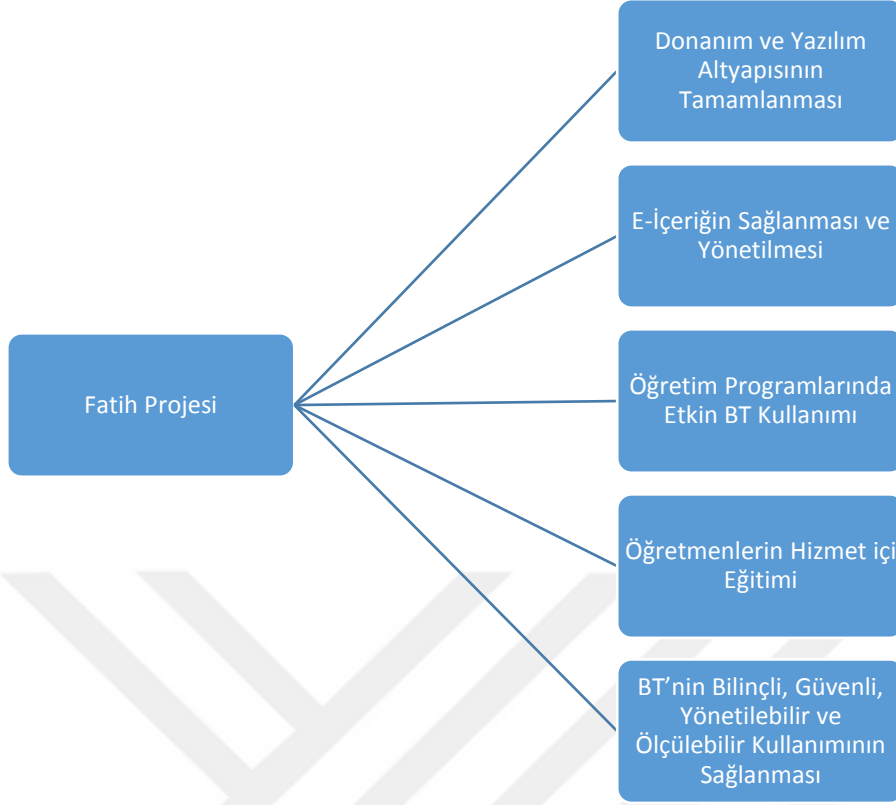 Donanım ve Yazılım
Altyapısının
Tamamlanması
E-İçeriğin Sağlanması ve
Yönetilmesi
Fatih Projesi
Öğretim Programlarında
Etkin BT Kullanımı
Öğretmenlerin Hizmet içi
Eğitimi
BT’nin Bilinçli, Güvenli,
Yönetilebilir ve
Ölçülebilir Kullanımının
Sağlanması